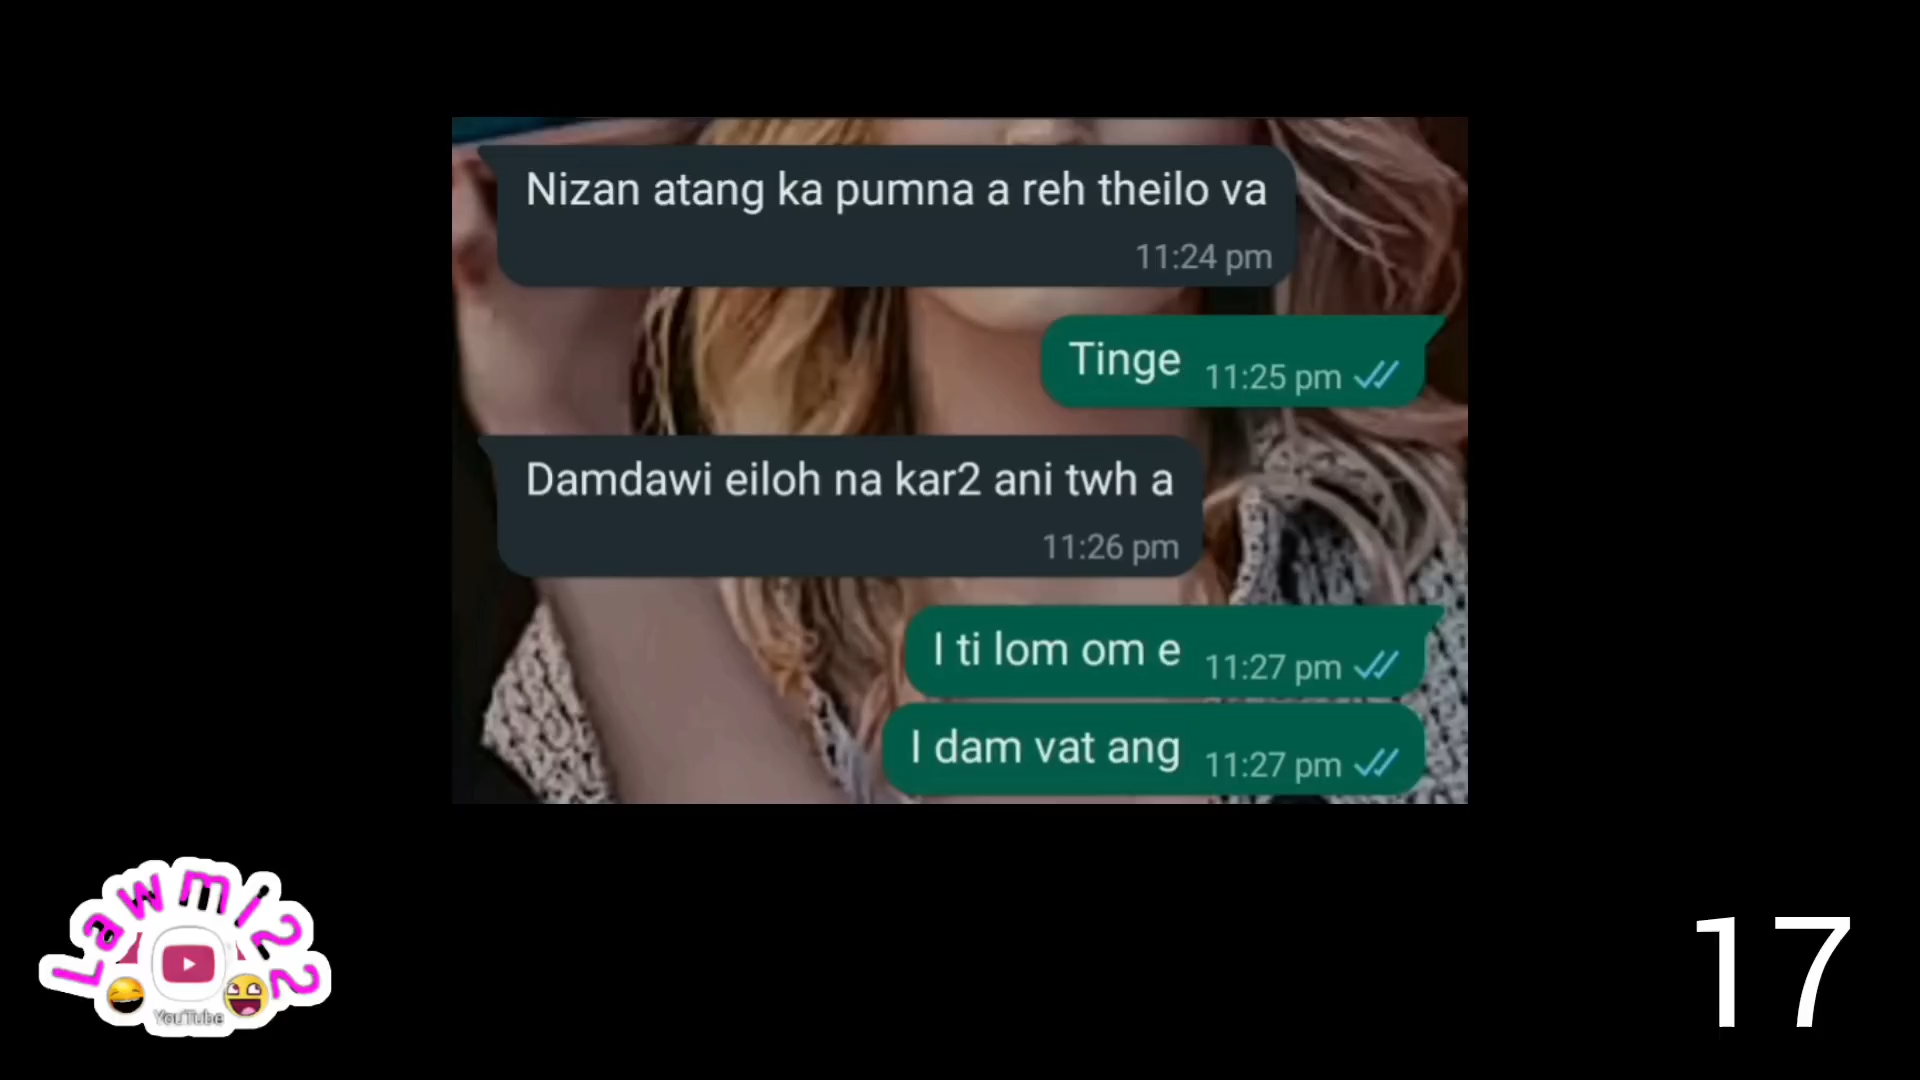 Nizan atang ka pumna a reh theilo va
11:24 pm
Tinge 11:25 pm
Damdawi eiloh na kar2 ani twh a
11:26 pm
I ti lom om e 11:27 pm
I dam vat ang 11:27 pm
Lawmi22
YouTube
17